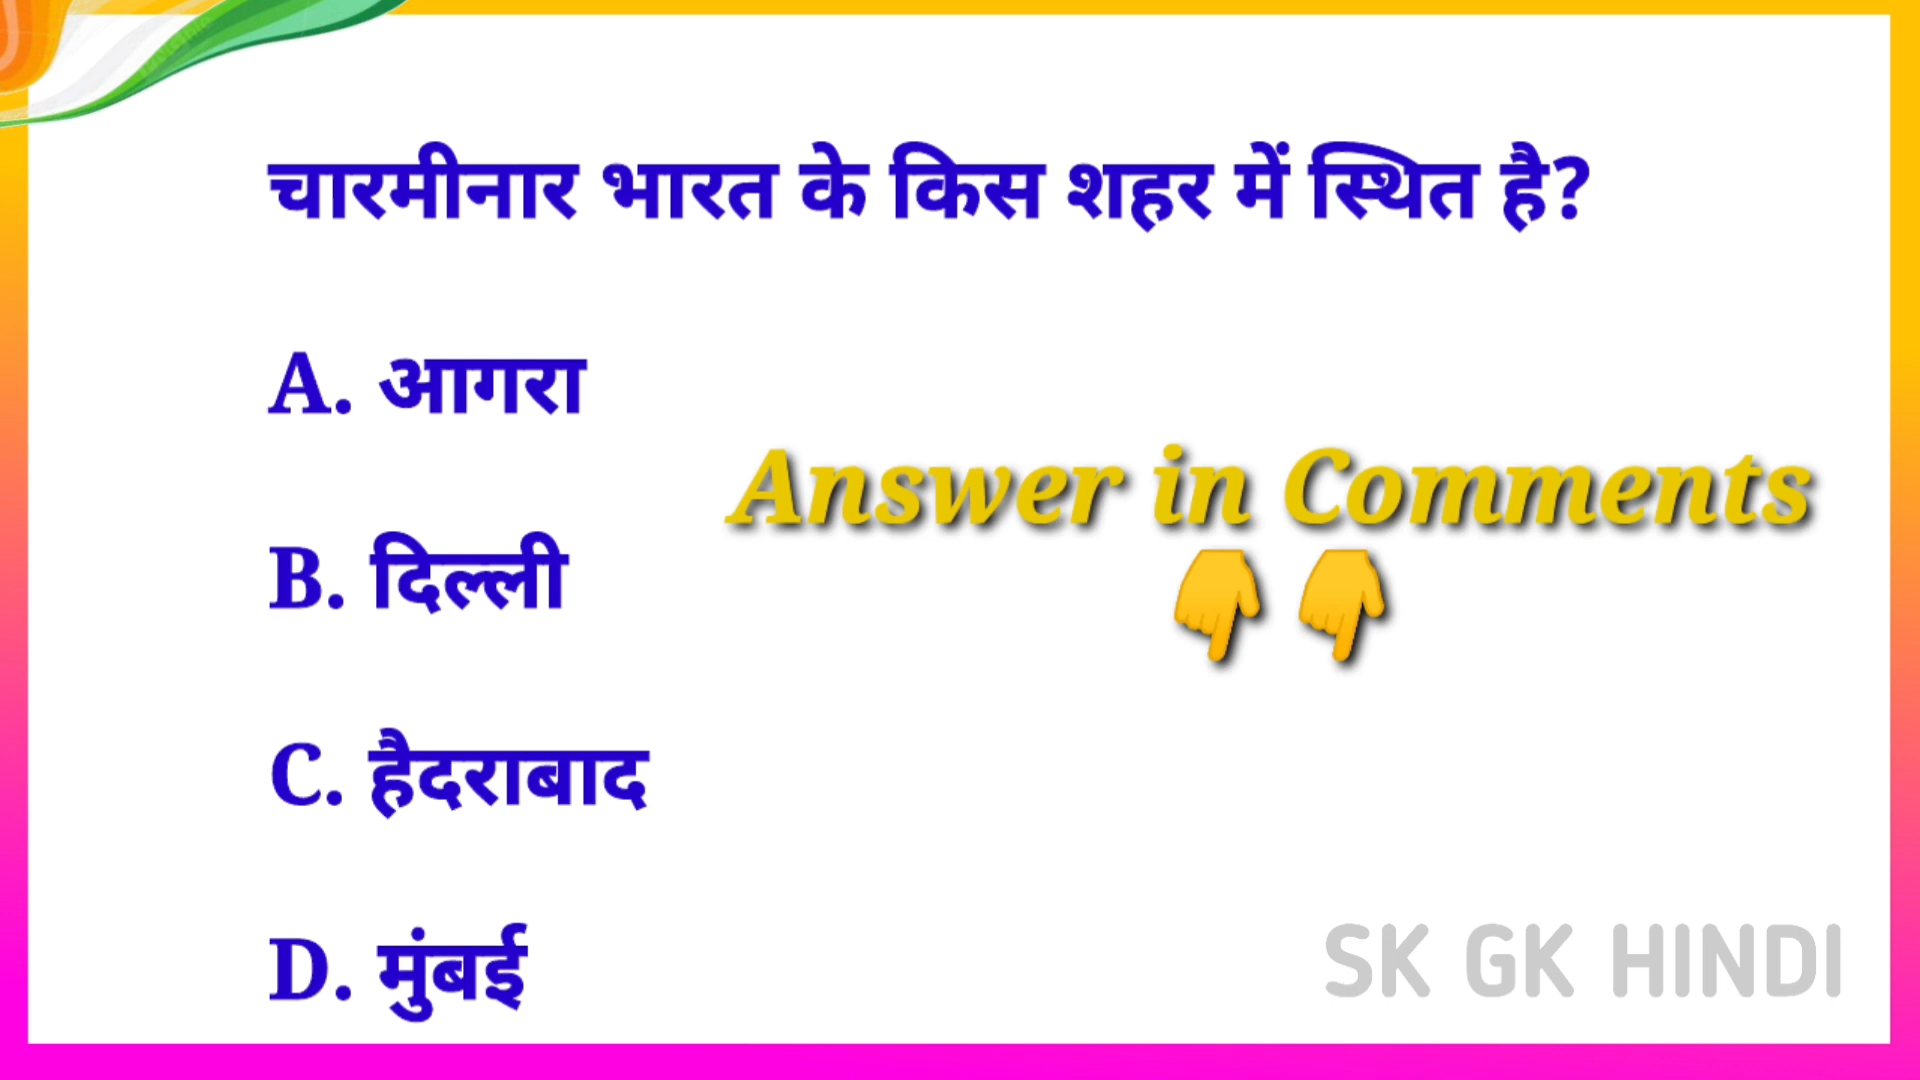 चारमीनार भारत के किस शहर में स्थित है?
A. आगरा
Answer in Comments
👇👇
B. दिल्ली
C. हैदराबाद
D. मुंबई
SK GK HINDI